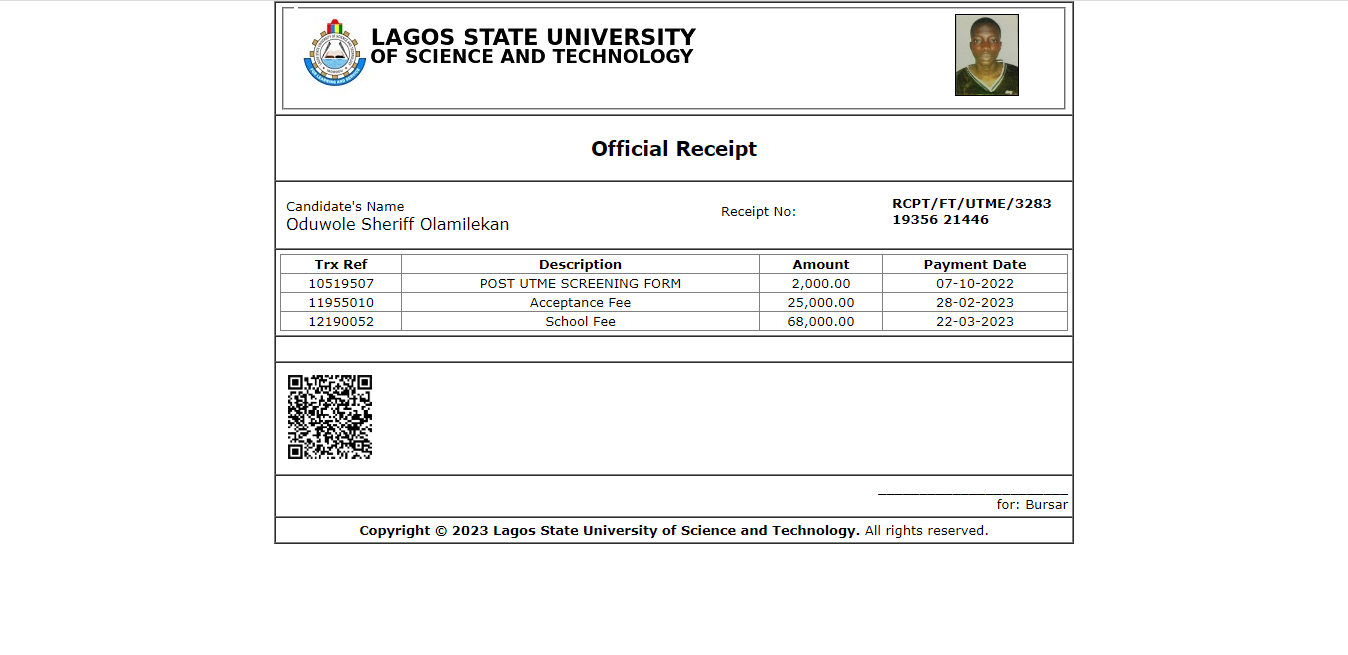 LAGOS STATE UNIVERSITY
OF SCIENCE AND TECHNOLOGY
Official Receipt
Candidate's Name
Oduwole Sheriff Olamilekan
Receipt No:
RCPT/FT/UTME/3283
19356 21446
Trx Ref Description Amount Payment Date
10519507 POST UTME SCREENING FORM 2,000.00 07-10-2022
11955010 Acceptance Fee 25,000.00 28-02-2023
12190052 School Fee 68,000.00 22-03-2023
for: Bursar
Copyright © 2023 Lagos State University of Science and Technology. All rights reserved.